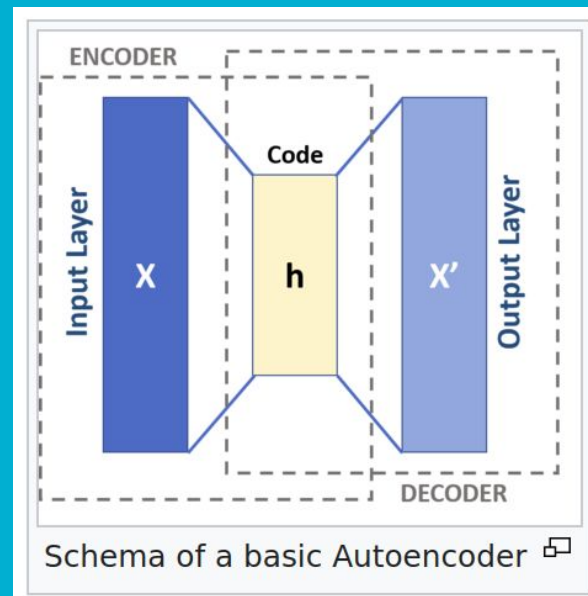 ENCODER
Code
Input Layer
X
h
X’
Output Layer
DECODER
Schema of a basic Autoencoder